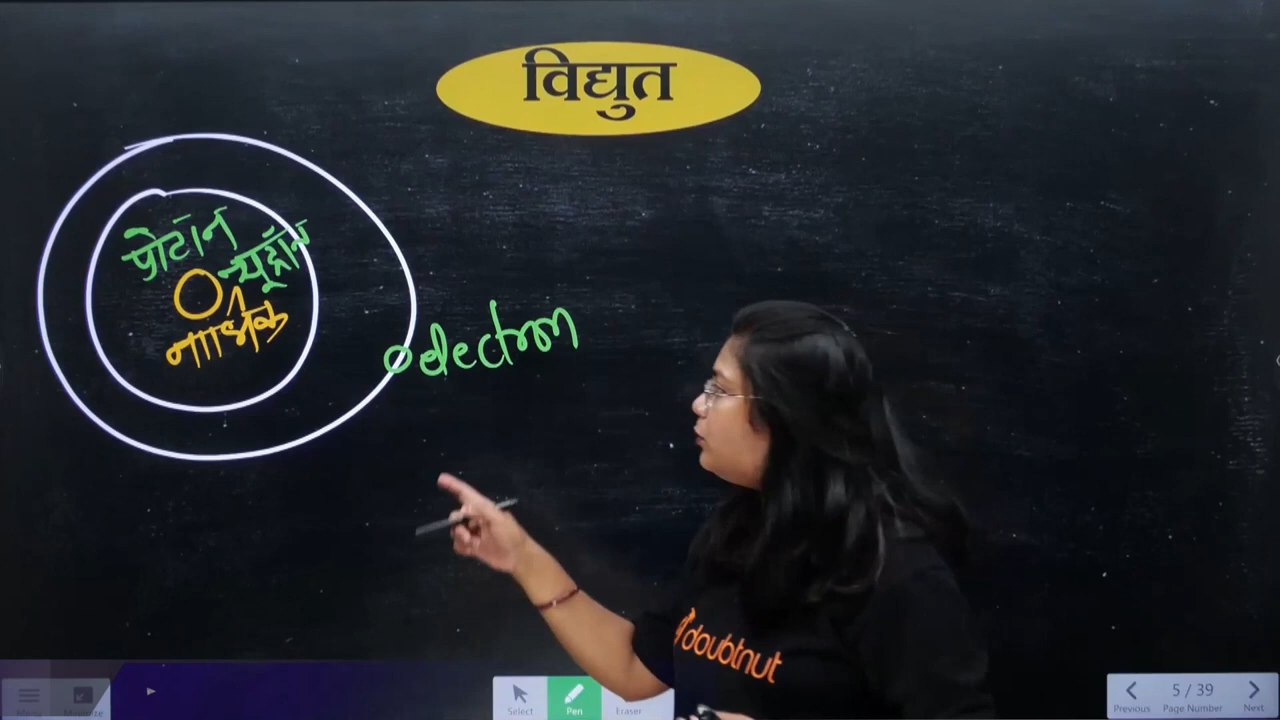 विद्युत
प्रोटॉन
न्यूट्रॉन
नाभिक
electron
doubtnut
Select
Pen
Eraser
5 / 39
Previous
Page Number
Next